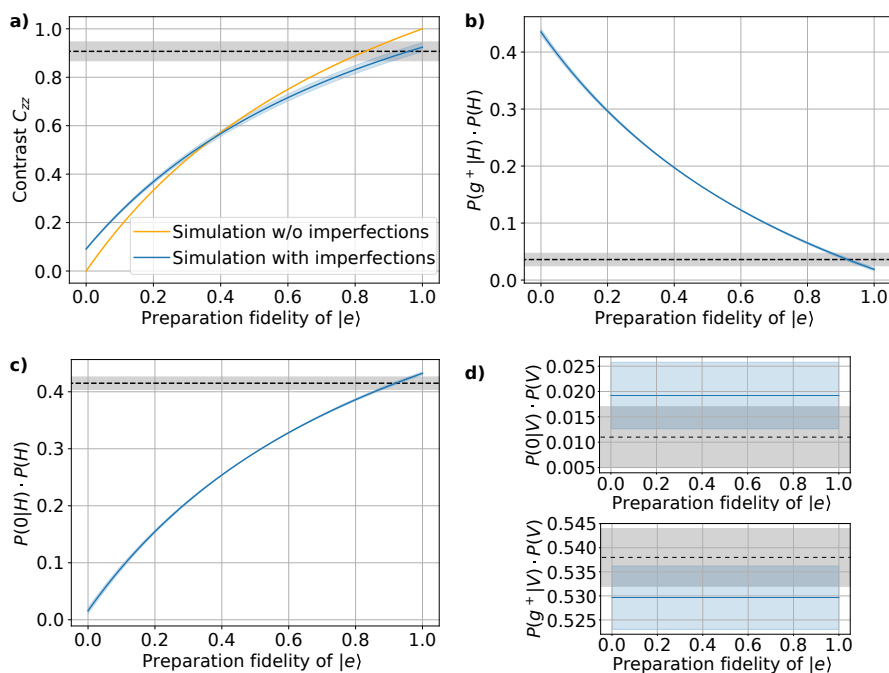 a)
Contrast C_zz
1.0
0.8
0.6
0.4
0.2
0.0
Simulation w/o imperfections
Simulation with imperfections
0.0 0.2 0.4 0.6 0.8 1.0
Preparation fidelity of |e⟩
b)
P(g⁺|H) · P(H)
0.4
0.3
0.2
0.1
0.0
0.0 0.2 0.4 0.6 0.8 1.0
Preparation fidelity of |e⟩
c)
P(0|H) · P(H)
0.4
0.3
0.2
0.1
0.0
0.0 0.2 0.4 0.6 0.8 1.0
Preparation fidelity of |e⟩
d)
P(0|V) · P(V)
0.025
0.020
0.015
0.010
0.005
0.0 0.2 0.4 0.6 0.8 1.0
Preparation fidelity of |e⟩
P(g⁺|V) · P(V)
0.545
0.540
0.535
0.530
0.525
0.0 0.2 0.4 0.6 0.8 1.0
Preparation fidelity of |e⟩